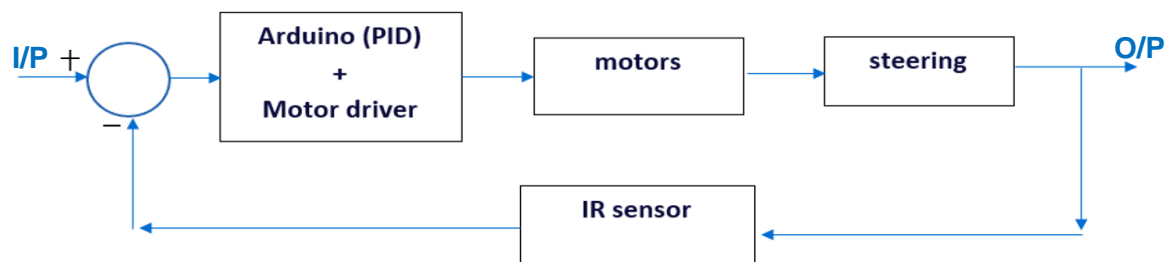 I/P
+
Arduino (PID)
+
Motor driver
motors
steering
O/P
−
IR sensor